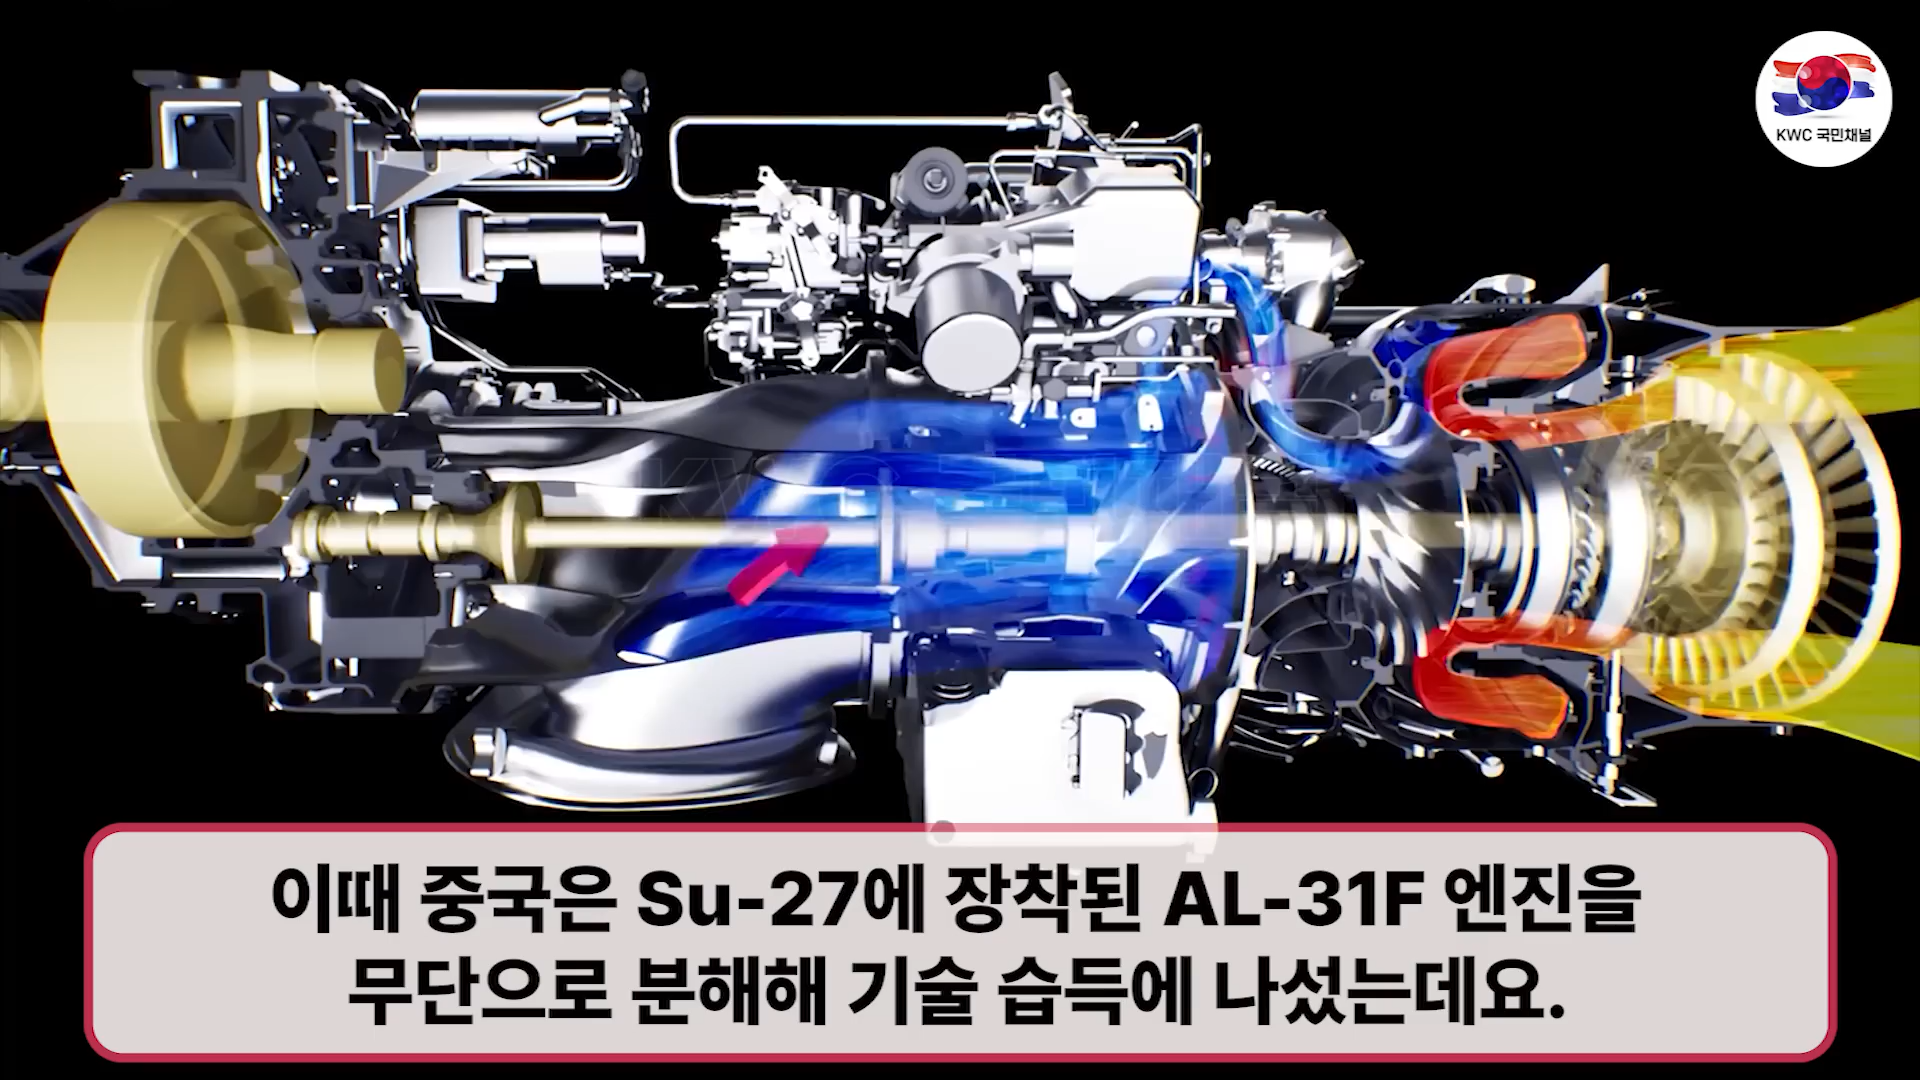 KWC 국민채널
이때 중국은 Su-27에 장착된 AL-31F 엔진을
무단으로 분해해 기술 습득에 나섰는데요.